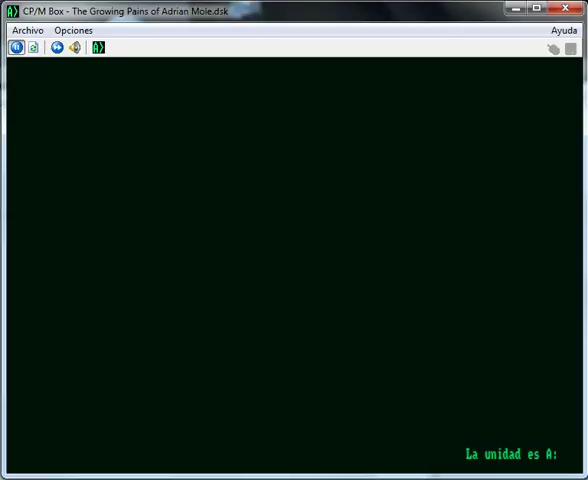 A> CP/M Box - The Growing Pains of Adrian Mole.dsk
Archivo Opciones Ayuda
A>
La unidad es A: